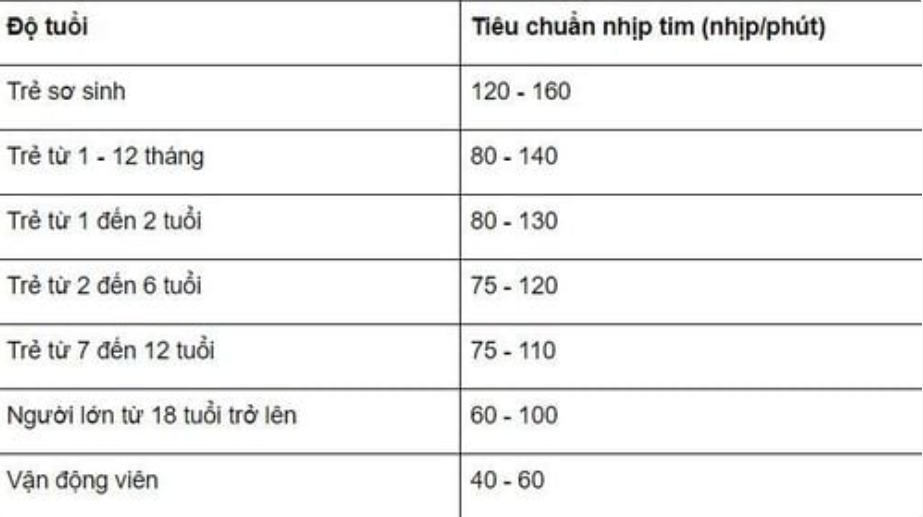 Độ tuổi Tiêu chuẩn nhịp tim (nhịp/phút)
Trẻ sơ sinh 120 - 160
Trẻ từ 1 - 12 tháng 80 - 140
Trẻ từ 1 đến 2 tuổi 80 - 130
Trẻ từ 2 đến 6 tuổi 75 - 120
Trẻ từ 7 đến 12 tuổi 75 - 110
Người lớn từ 18 tuổi trở lên 60 - 100
Vận động viên 40 - 60